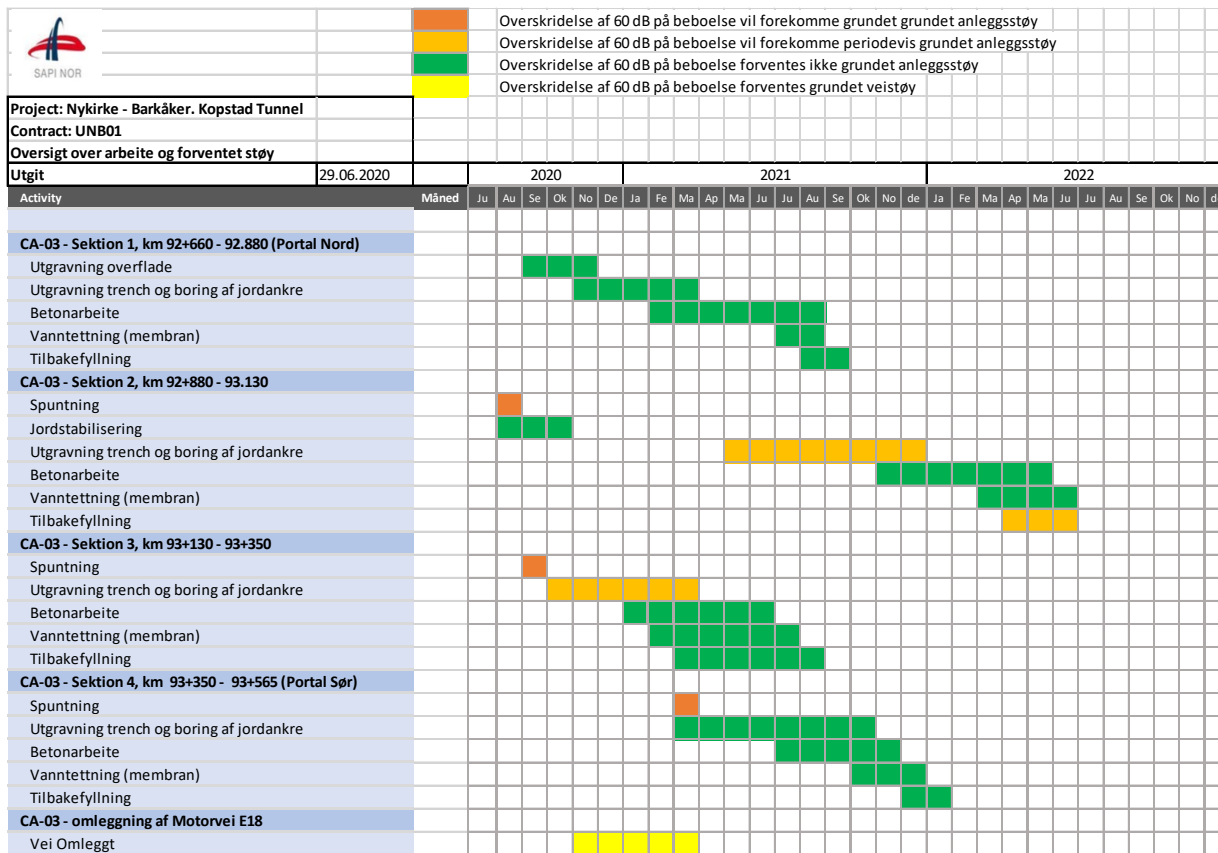 SAPI NOR
Overskridelse af 60 dB på beboelse vil forekomme grundet grundet anleggsstøy
Overskridelse af 60 dB på beboelse vil forekomme periodevis grundet anleggsstøy
Overskridelse af 60 dB på beboelse forventes ikke grundet anleggsstøy
Overskridelse af 60 dB på beboelse forventes grundet veistøy
Project: Nykirke - Barkåker. Kopstad Tunnel
Contract: UNB01
Oversigt over arbeite og forventet støy
Utgit 29.06.2020 2020 2021 2022
Activity Måned Ju Au Se Ok No De Ja Fe Ma Ap Ma Ju Ju Au Se Ok No de Ja Fe Ma Ap Ma Ju Ju Au Se Ok No d
CA-03 - Sektion 1, km 92+660 - 92.880 (Portal Nord)
Utgravning overflade
Utgravning trench og boring af jordankre
Betonarbeite
Vanntettning (membran)
Tilbakefyllning
CA-03 - Sektion 2, km 92+880 - 93.130
Spuntning
Jordstabilisering
Utgravning trench og boring af jordankre
Betonarbeite
Vanntettning (membran)
Tilbakefyllning
CA-03 - Sektion 3, km 93+130 - 93+350
Spuntning
Utgravning trench og boring af jordankre
Betonarbeite
Vanntettning (membran)
Tilbakefyllning
CA-03 - Sektion 4, km 93+350 - 93+565 (Portal Sør)
Spuntning
Utgravning trench og boring af jordankre
Betonarbeite
Vanntettning (membran)
Tilbakefyllning
CA-03 - omleggning af Motorvei E18
Vei Omleggt